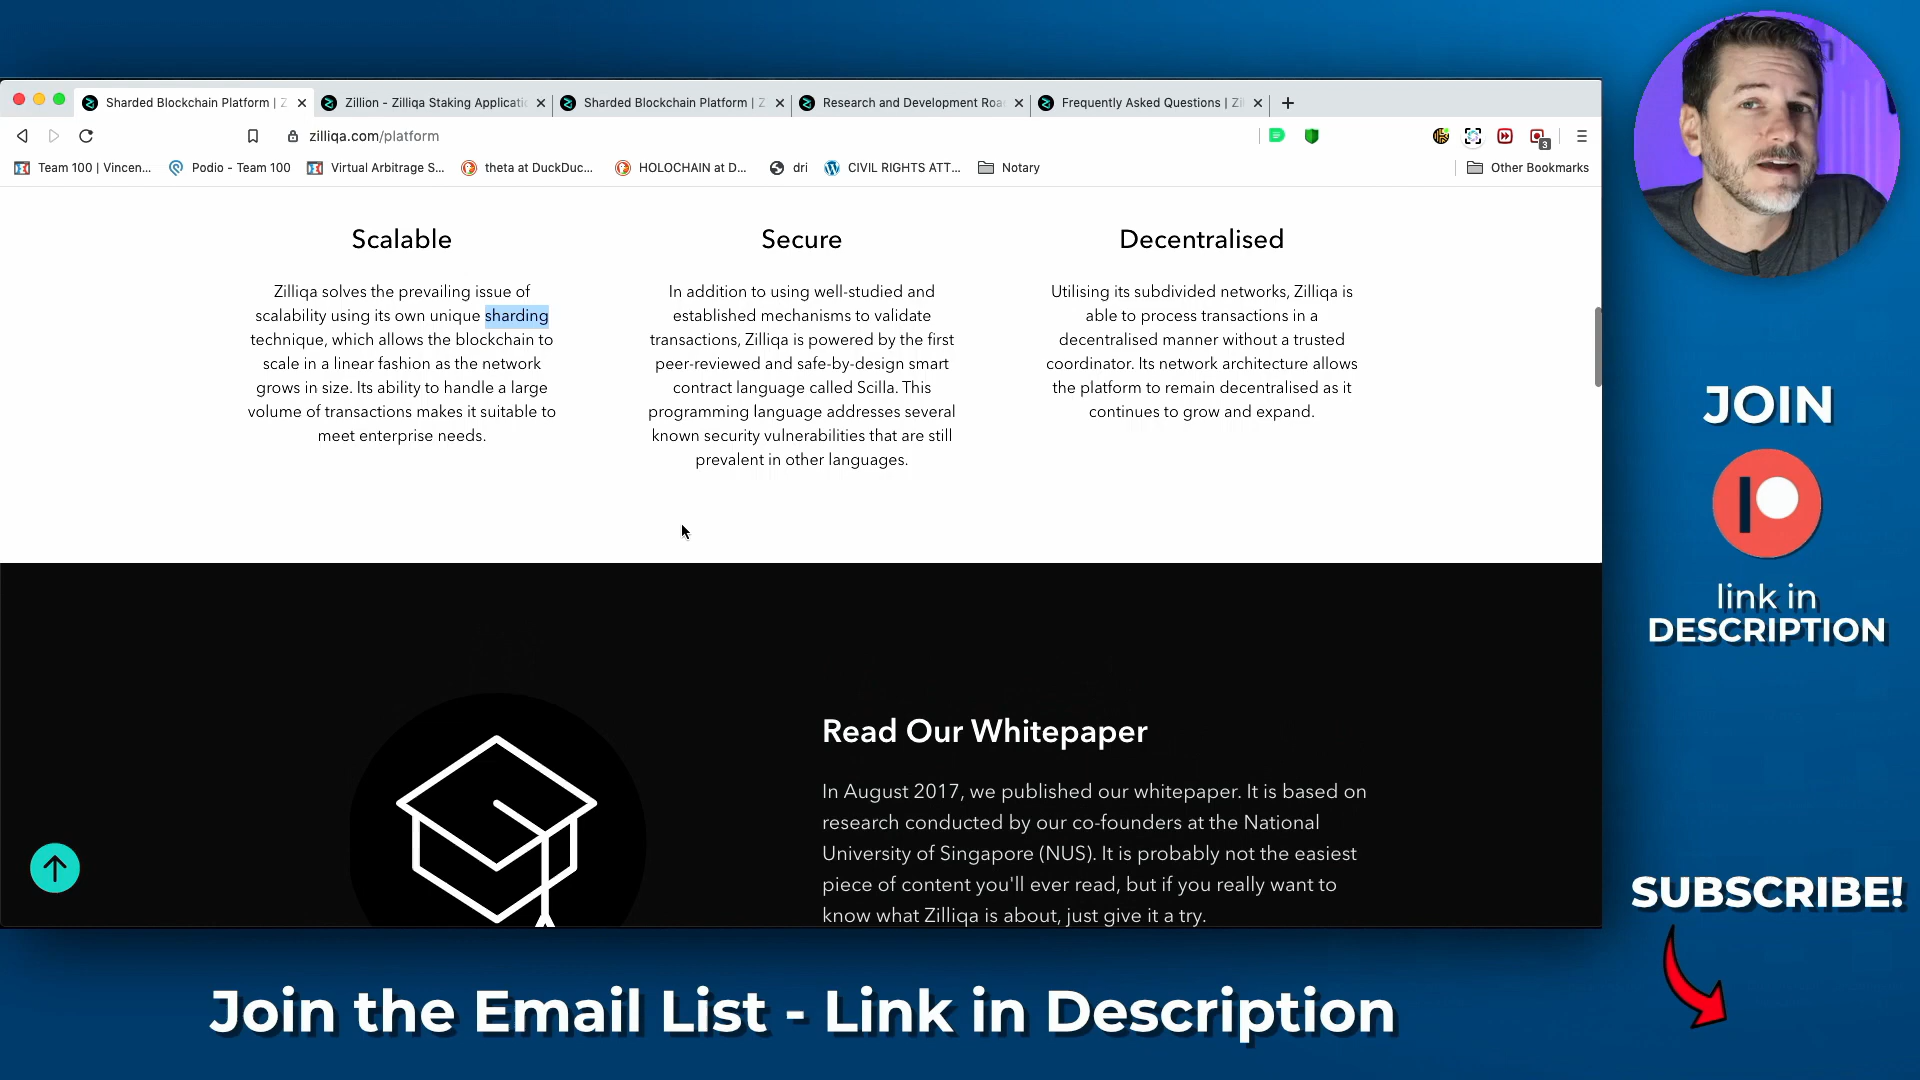 Sharded Blockchain Platform | Z
Zillion - Zilliqa Staking Applicati
Sharded Blockchain Platform | Z
Research and Development Roa
Frequently Asked Questions | Zi
zilliqa.com/platform
3
Team 100 | Vincen...
Podio - Team 100
Virtual Arbitrage S...
theta at DuckDuc...
HOLOCHAIN at D...
dri
CIVIL RIGHTS ATT...
Notary
Other Bookmarks
Scalable
Zilliqa solves the prevailing issue of
scalability using its own unique sharding
technique, which allows the blockchain to
scale in a linear fashion as the network
grows in size. Its ability to handle a large
volume of transactions makes it suitable to
meet enterprise needs.
Secure
In addition to using well-studied and
established mechanisms to validate
transactions, Zilliqa is powered by the first
peer-reviewed and safe-by-design smart
contract language called Scilla. This
programming language addresses several
known security vulnerabilities that are still
prevalent in other languages.
Decentralised
Utilising its subdivided networks, Zilliqa is
able to process transactions in a
decentralised manner without a trusted
coordinator. Its network architecture allows
the platform to remain decentralised as it
continues to grow and expand.
Read Our Whitepaper
In August 2017, we published our whitepaper. It is based on
research conducted by our co-founders at the National
University of Singapore (NUS). It is probably not the easiest
piece of content you'll ever read, but if you really want to
know what Zilliqa is about, just give it a try.
JOIN
link in
DESCRIPTION
SUBSCRIBE!
Join the Email List - Link in Description